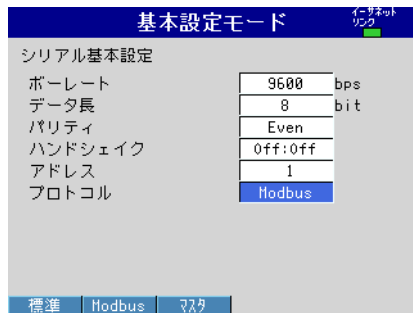 基本設定モード
イーサネット
リンク
シリアル基本設定
ボーレート 9600 bps
データ長 8 bit
パリティ Even
ハンドシェイク Off:Off
アドレス 1
プロトコル Modbus
標準 Modbus マスタ